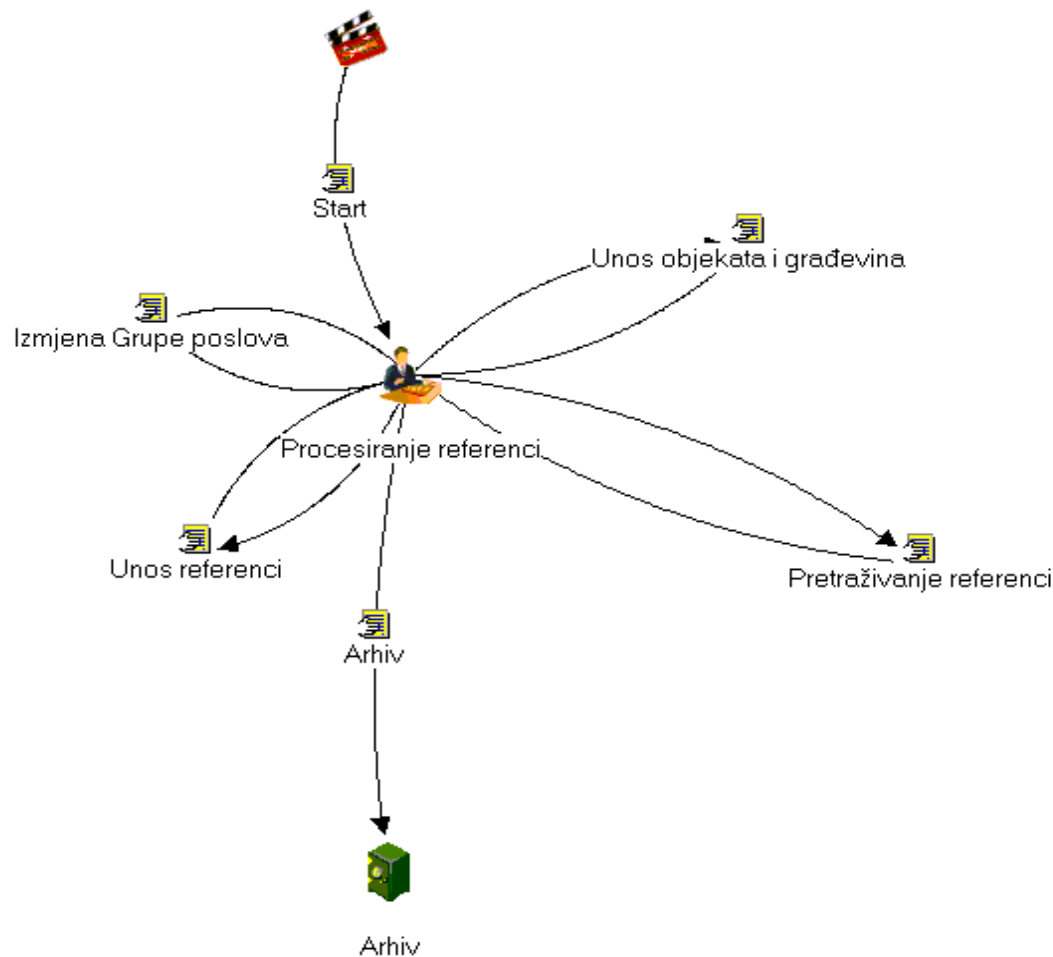 Start
Unos objekata i građevina
Izmjena Grupe poslova
Procesiranje referenci
Unos referenci
Pretraživanje referenci
Arhiv
Arhiv